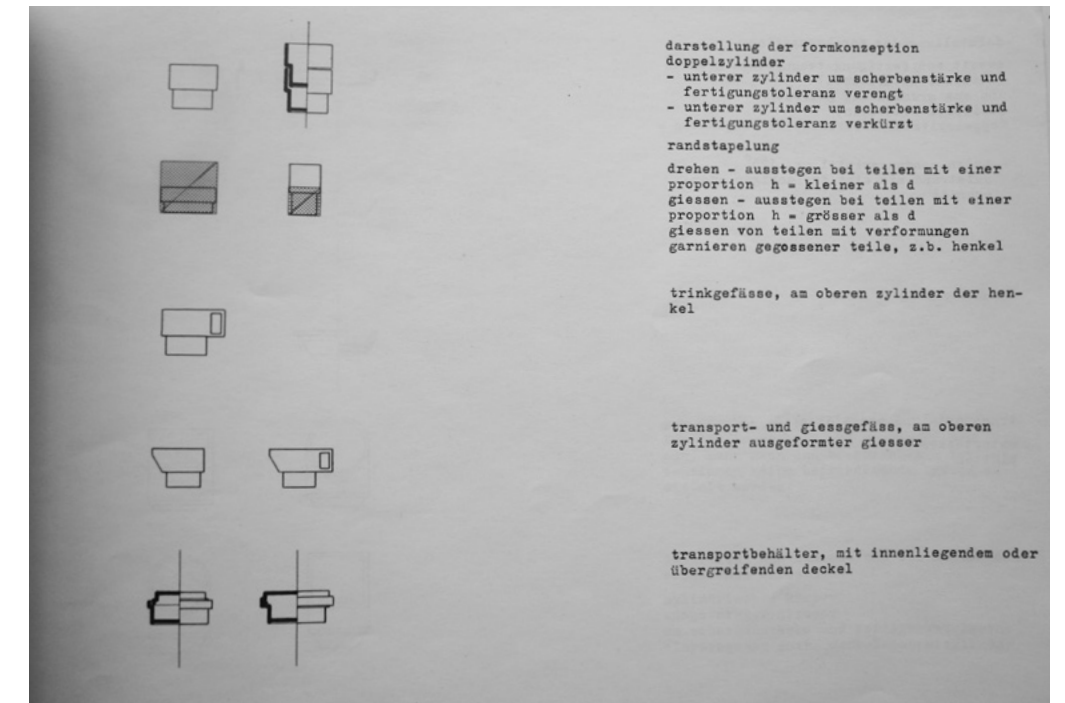 darstellung der formkonzeption
doppelzylinder
- unterer zylinder um scherbenstärke und
fertigungstoleranz verengt
- unterer zylinder um scherbenstärke und
fertigungstoleranz verkürzt
randstapelung
drehen - ausstegen bei teilen mit einer
proportion h = kleiner als d
giessen - ausstegen bei teilen mit einer
proportion h = grösser als d
giessen von teilen mit verformungen
garnieren gegossener teile, z.b. henkel
trinkgefässe, am oberen zylinder der hen-
kel
transport- und giessgefäss, am oberen
zylinder ausgeformter giesser
transportbehälter, mit innenliegendem oder
übergreifenden deckel